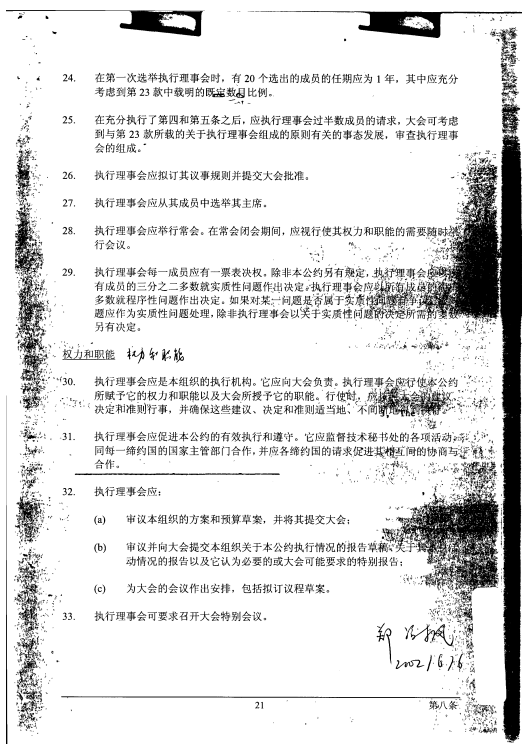 24. 在第一次选举执行理事会时，有 20 个选出的成员的任期应为 1 年，其中应充分
考虑到第 23 款中载明的既定数目比例。
25. 在充分执行了第四和第五条之后，应执行理事会过半数成员的请求，大会可考虑
到与第 23 款所载的关于执行理事会组成的原则有关的事态发展，审查执行理事
会的组成。
26. 执行理事会应拟订其议事规则并提交大会批准。
27. 执行理事会应从其成员中选举其主席。
28. 执行理事会应举行常会。在常会闭会期间，应视行使其权力和职能的需要随时举
行会议。
29. 执行理事会每一成员应有一票表决权。除非本公约另有规定，执行理事会应以所
有成员的三分之二多数就实质性问题作出决定。执行理事会应以所有成员的
多数就程序性问题作出决定。如果对某一问题是否属于实质性问题
题应作为实质性问题处理，除非执行理事会以关于实质性问题的决定所需的多数
另有决定。
权力和职能 权力和职能
30. 执行理事会应是本组织的执行机构。它应向大会负责。执行理事会应行使本公约
所赋予它的权力和职能以及大会所授予它的职能。行使时，应
决定和准则行事，并确保这些建议、决定和准则适当地、不间断地
31. 执行理事会应促进本公约的有效执行和遵守。它应监督技术秘书处的各项活动，
同每一缔约国的国家主管部门合作，并应各缔约国的请求促进其相互间的协商与
合作。
32. 执行理事会应：
(a) 审议本组织的方案和预算草案，并将其提交大会；
(b) 审议并向大会提交本组织关于本公约执行情况的报告草稿、关于其
动情况的报告以及它认为必要的或大会可能要求的特别报告；
(c) 为大会的会议作出安排，包括拟订议程草案。
33. 执行理事会可要求召开大会特别会议。
郑
2002/6/16
21 第八条